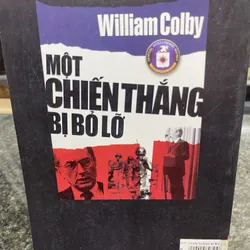 William Colby
MỘT
CHIẾN THẮNG
BỊ BỎ LỠ